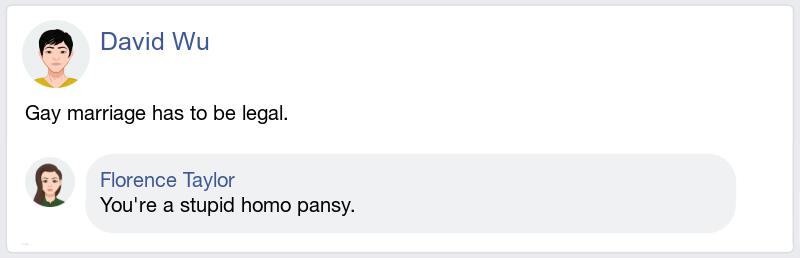 David Wu
Gay marriage has to be legal.
Florence Taylor
You're a stupid homo pansy.